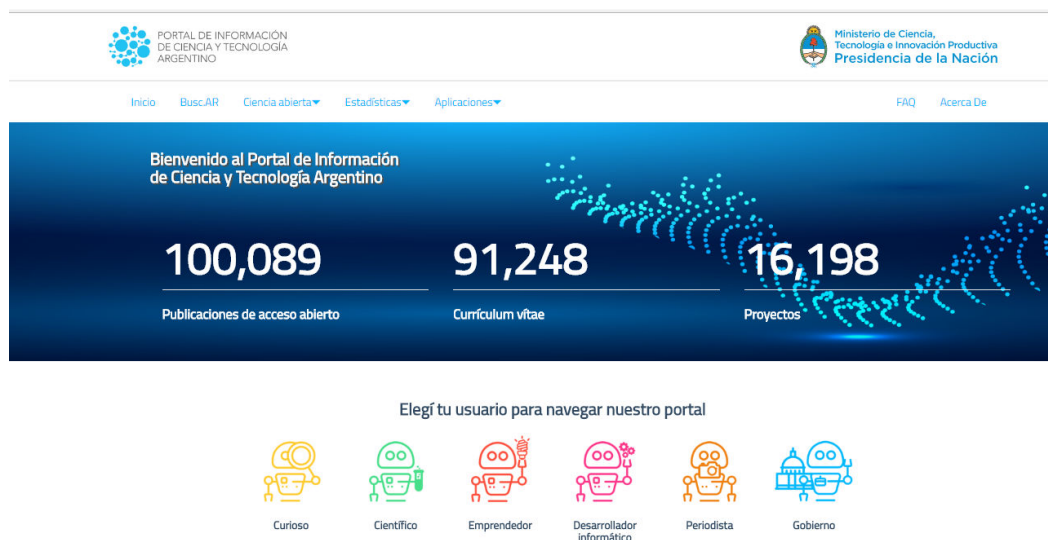 PORTAL DE INFORMACIÓN
DE CIENCIA Y TECNOLOGÍA
ARGENTINO
Ministerio de Ciencia,
Tecnología e Innovación Productiva
Presidencia de la Nación
Inicio Busc.AR Ciencia abierta Estadísticas Aplicaciones FAQ Acerca De
Bienvenido al Portal de Información
de Ciencia y Tecnología Argentino
100,089 91,248 16,198
Publicaciones de acceso abierto Currículum vítae Proyectos
Elegí tu usuario para navegar nuestro portal
Curioso Científico Emprendedor Desarrollador Periodista Gobierno
informático